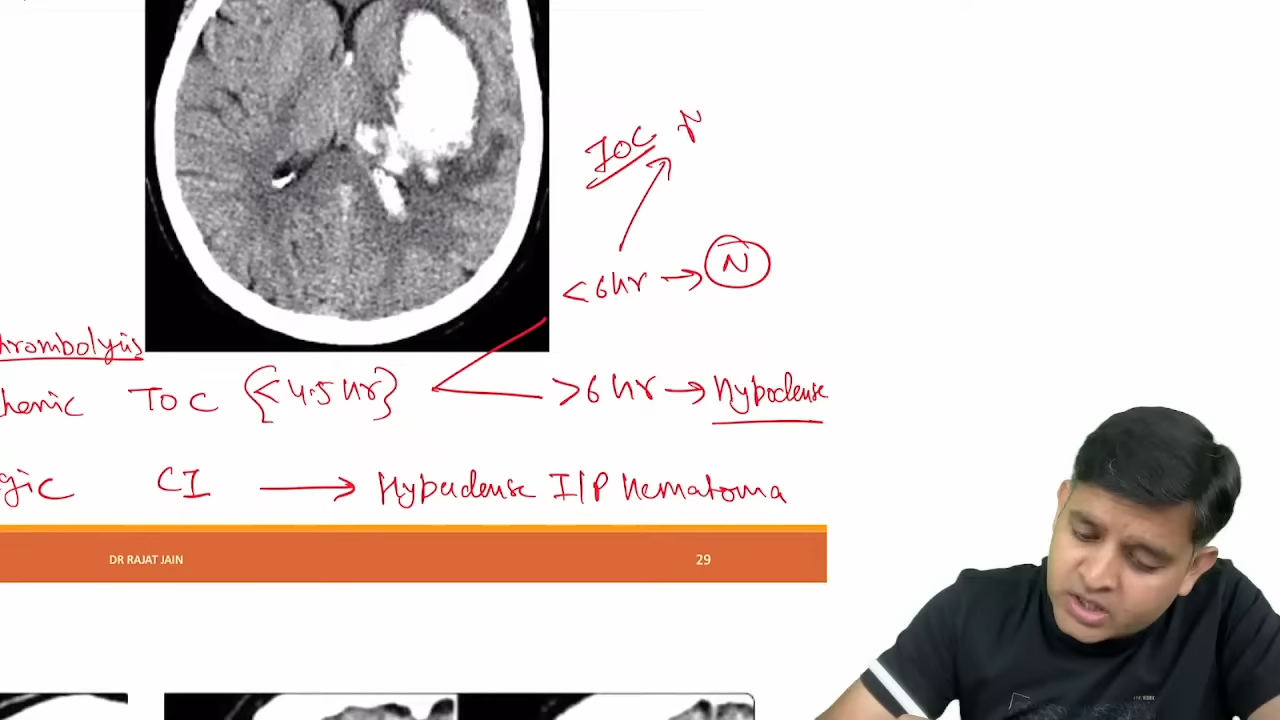 IOC N
<6hr → N
hrombolysis
hemic TOC {<4.5 hr} >6 hr → Hypodense
gic CI → Hyperdense I/P Hematoma
DR RAJAT JAIN 29